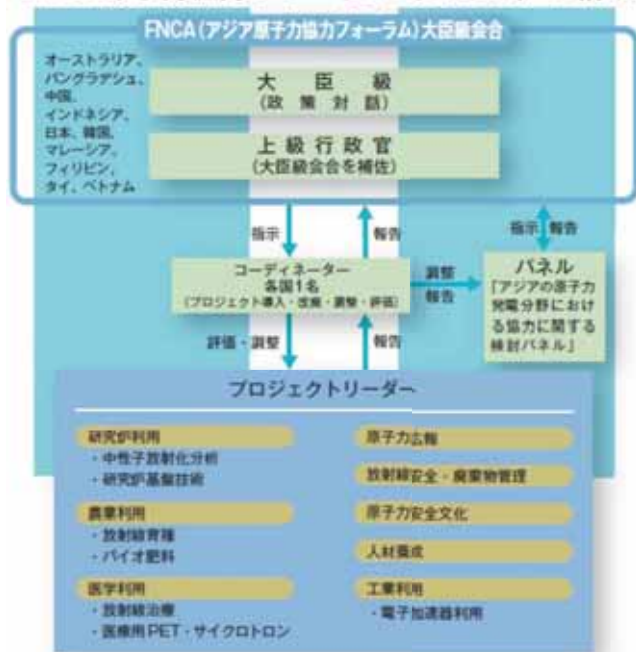 FNCA(アジア原子力協力フォーラム)大臣級会合
オーストラリア、
バングラデシュ、
中国、
インドネシア、
日本、韓国、
マレーシア、
フィリピン、
タイ、ベトナム
大臣級
(政策対話)
上級行政官
(大臣級会合を補佐)
指示
報告
指示
報告
コーディネーター
各国1名
(プロジェクト導入・改廃・調整・評価)
調整
報告
パネル
「アジアの原子力
発電分野におけ
る協力に関する
検討パネル」
評価・調整
報告
プロジェクトリーダー
研究炉利用
・中性子放射化分析
・研究炉基盤技術
農業利用
・放射線育種
・バイオ肥料
医学利用
・放射線治療
・医療用PET・サイクロトロン
原子力広報
放射線安全・廃棄物管理
原子力安全文化
人材養成
工業利用
・電子加速器利用